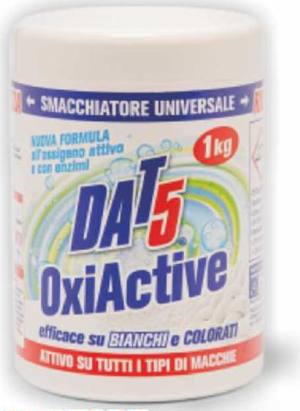 SMACCHIATORE UNIVERSALE
NUOVA FORMULA
all'ossigeno attivo
e con enzimi
1kg
DAT5
OxiActive
efficace su BIANCHI e COLORATI
ATTIVO SU TUTTI I TIPI DI MACCHIE